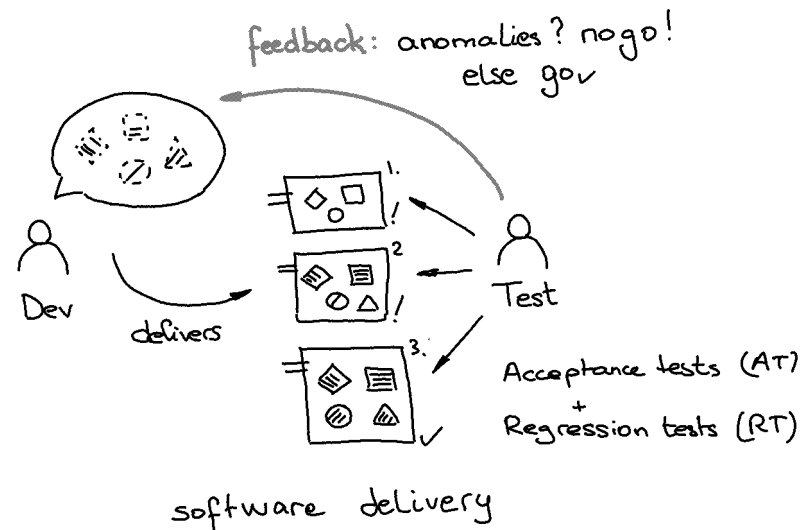 feedback: anomalies? nogo!
else go✓
1.
!
Dev
delivers
2
!
Test
3.
✓
Acceptance tests (AT)
+
Regression tests (RT)
software delivery